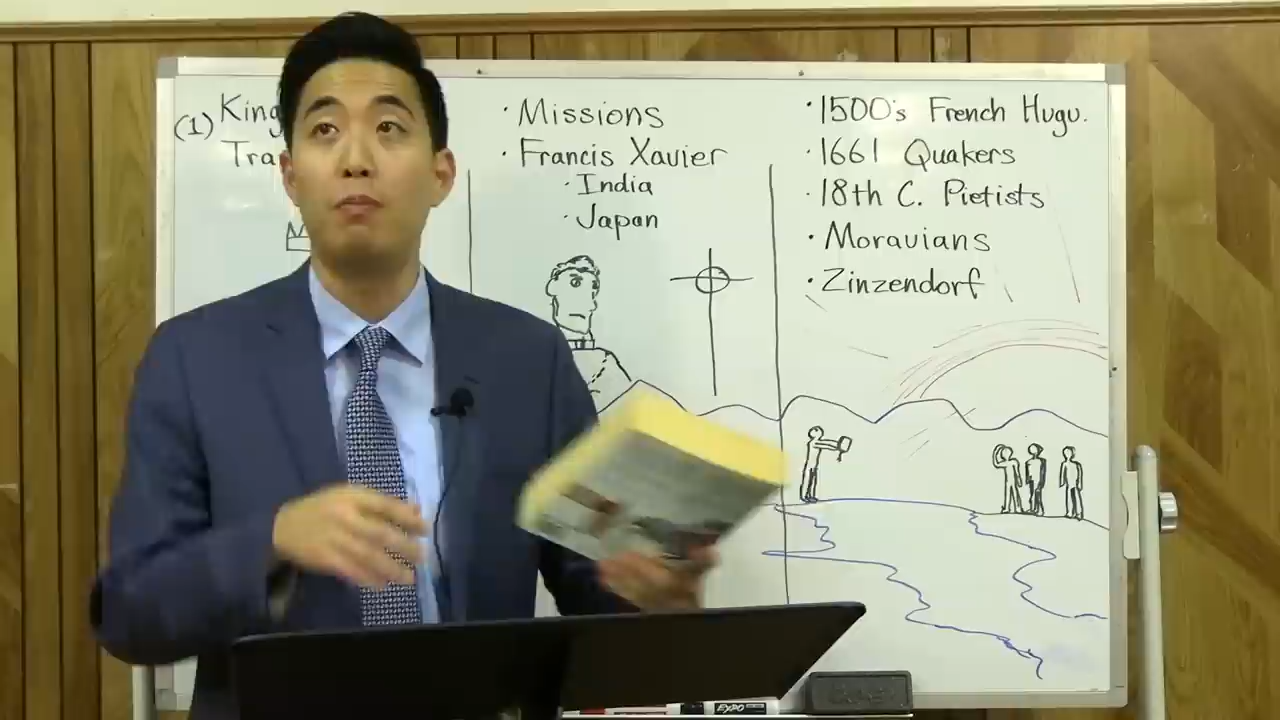 (1) King
Tra
· Missions
· Francis Xavier
· India
· Japan
· 1500's French Hugu.
· 1661 Quakers
· 18th C. Pietists
· Moravians
· Zinzendorf
EXPO